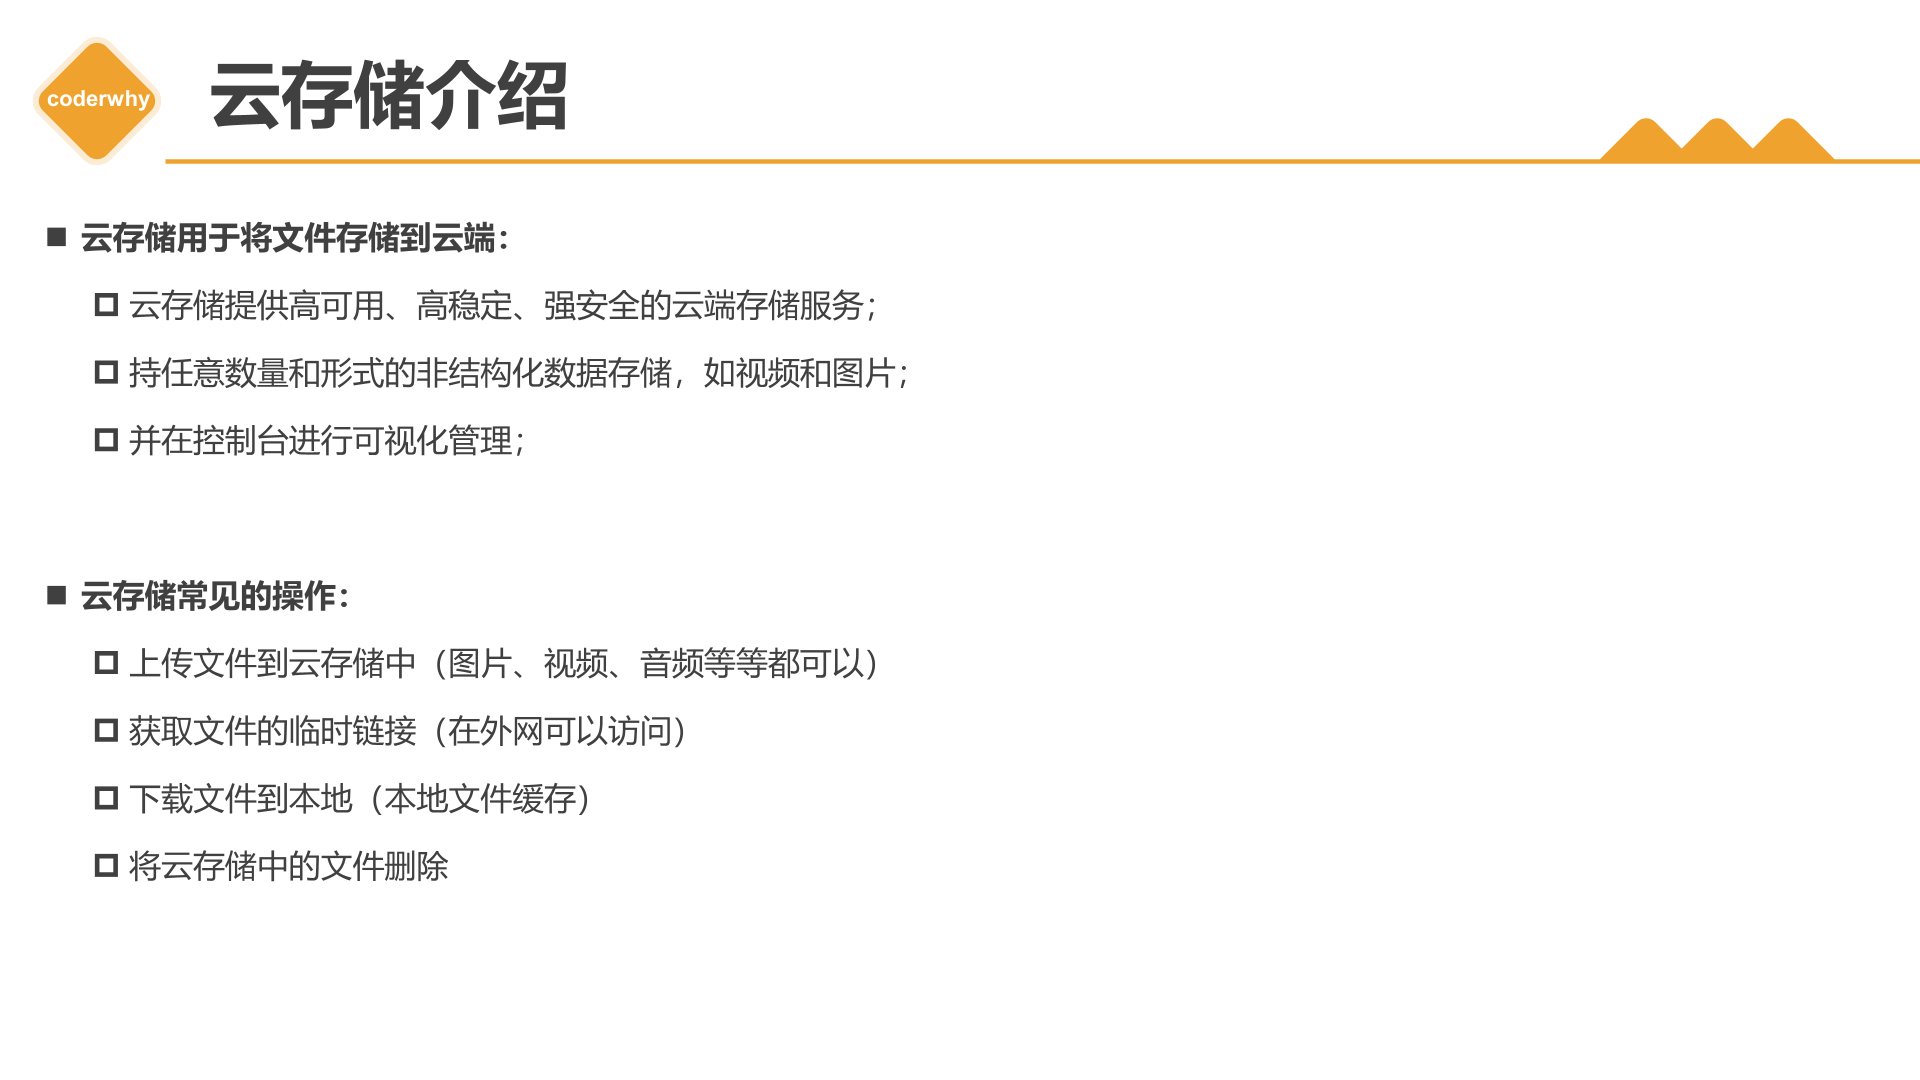 coderwhy
云存储介绍
云存储用于将文件存储到云端：
云存储提供高可用、高稳定、强安全的云端存储服务；
持任意数量和形式的非结构化数据存储，如视频和图片；
并在控制台进行可视化管理；
云存储常见的操作：
上传文件到云存储中（图片、视频、音频等等都可以）
获取文件的临时链接（在外网可以访问）
下载文件到本地（本地文件缓存）
将云存储中的文件删除